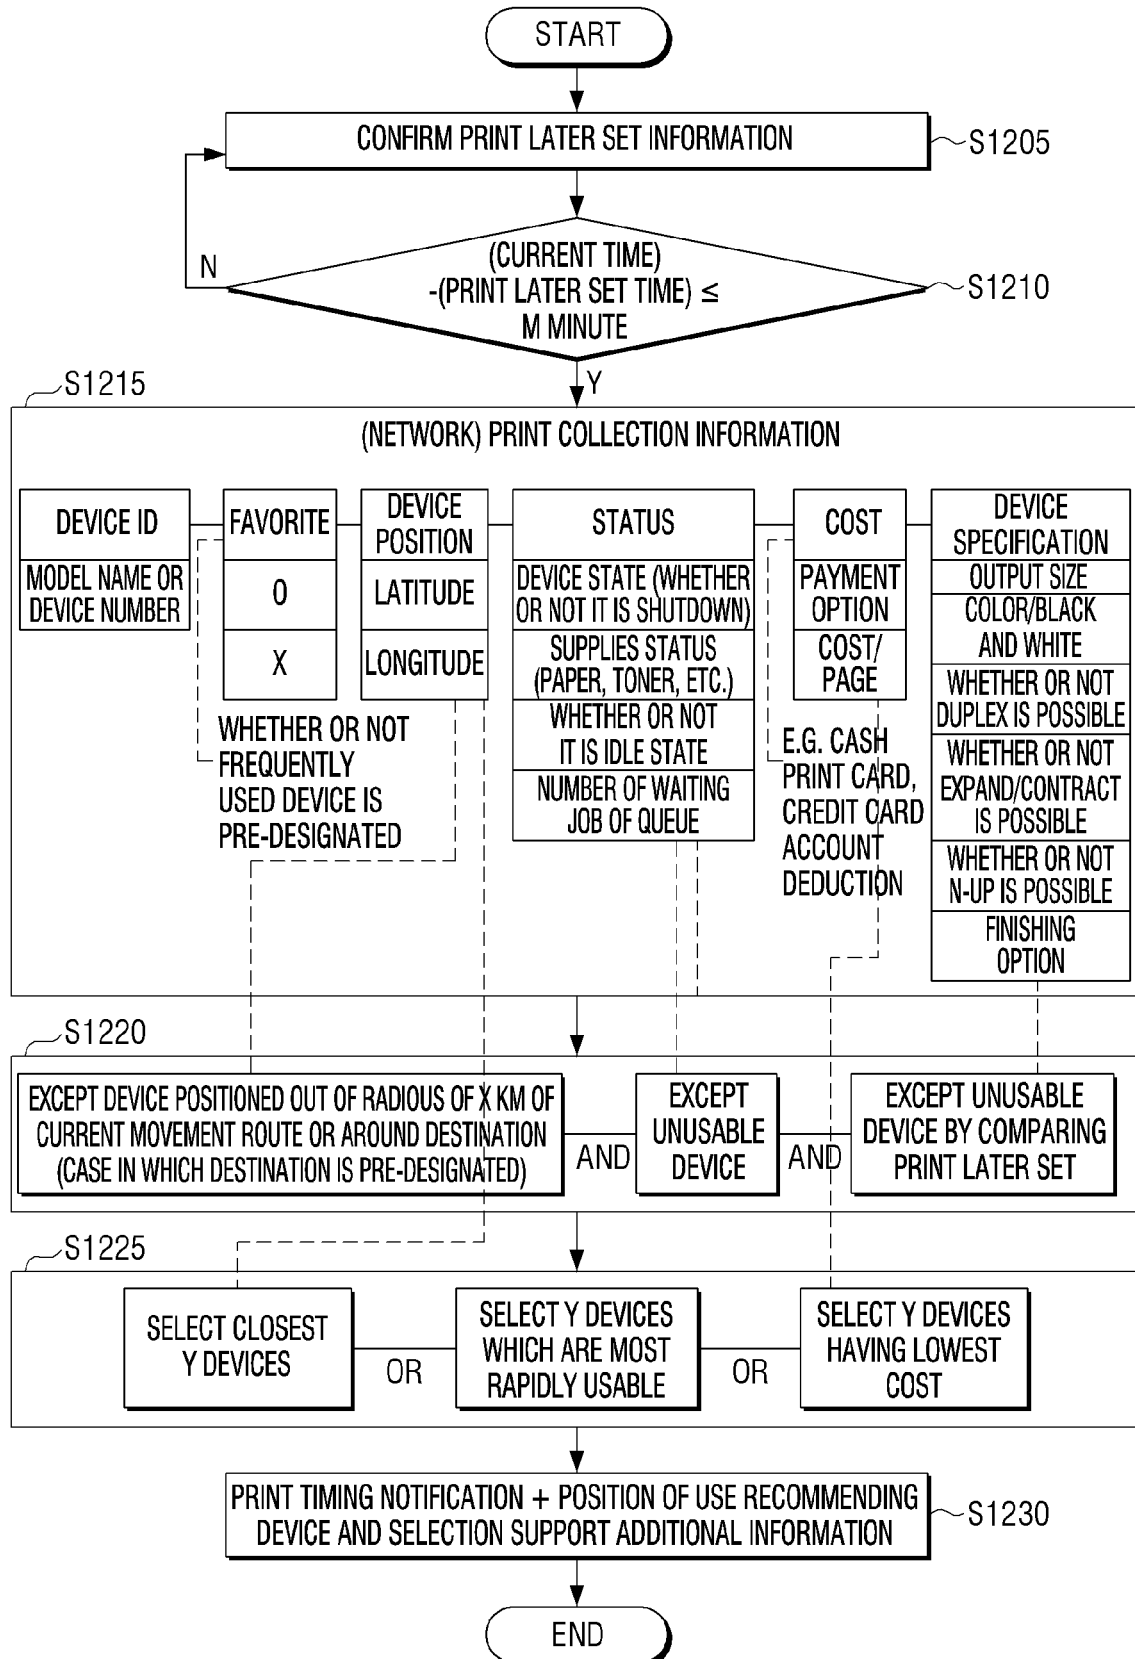 START
CONFIRM PRINT LATER SET INFORMATION
S1205
(CURRENT TIME)
-(PRINT LATER SET TIME) ≤
M MINUTE
N
S1210
Y
S1215
(NETWORK) PRINT COLLECTION INFORMATION
DEVICE ID
MODEL NAME OR
DEVICE NUMBER
FAVORITE
O
X
WHETHER OR NOT
FREQUENTLY
USED DEVICE IS
PRE-DESIGNATED
DEVICE
POSITION
LATITUDE
LONGITUDE
STATUS
DEVICE STATE (WHETHER
OR NOT IT IS SHUTDOWN)
SUPPLIES STATUS
(PAPER, TONER, ETC.)
WHETHER OR NOT
IT IS IDLE STATE
NUMBER OF WAITING
JOB OF QUEUE
COST
PAYMENT
OPTION
COST/
PAGE
E.G. CASH
PRINT CARD,
CREDIT CARD
ACCOUNT
DEDUCTION
DEVICE
SPECIFICATION
OUTPUT SIZE
COLOR/BLACK
AND WHITE
WHETHER OR NOT
DUPLEX IS POSSIBLE
WHETHER OR NOT
EXPAND/CONTRACT
IS POSSIBLE
WHETHER OR NOT
N-UP IS POSSIBLE
FINISHING
OPTION
S1220
EXCEPT DEVICE POSITIONED OUT OF RADIOUS OF X KM OF
CURRENT MOVEMENT ROUTE OR AROUND DESTINATION
(CASE IN WHICH DESTINATION IS PRE-DESIGNATED)
AND
EXCEPT
UNUSABLE
DEVICE
AND
EXCEPT UNUSABLE
DEVICE BY COMPARING
PRINT LATER SET
S1225
SELECT CLOSEST
Y DEVICES
OR
SELECT Y DEVICES
WHICH ARE MOST
RAPIDLY USABLE
OR
SELECT Y DEVICES
HAVING LOWEST
COST
PRINT TIMING NOTIFICATION + POSITION OF USE RECOMMENDING
DEVICE AND SELECTION SUPPORT ADDITIONAL INFORMATION
S1230
END